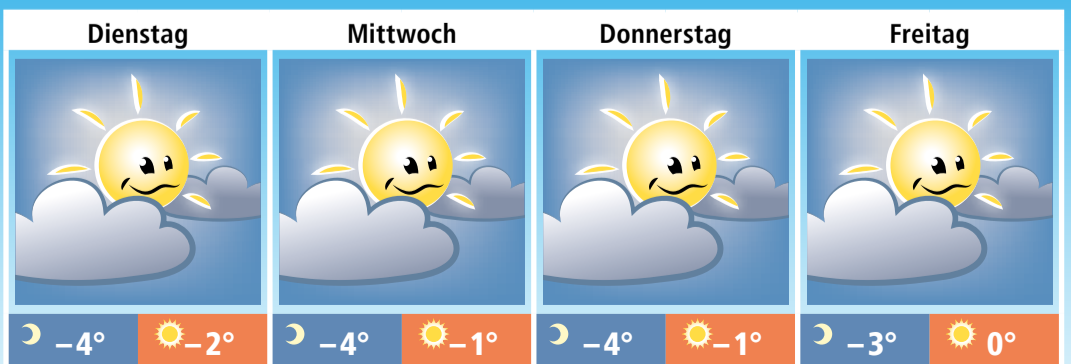 Dienstag Mittwoch Donnerstag Freitag
–4° –2° –4° –1° –4° –1° –3° 0°